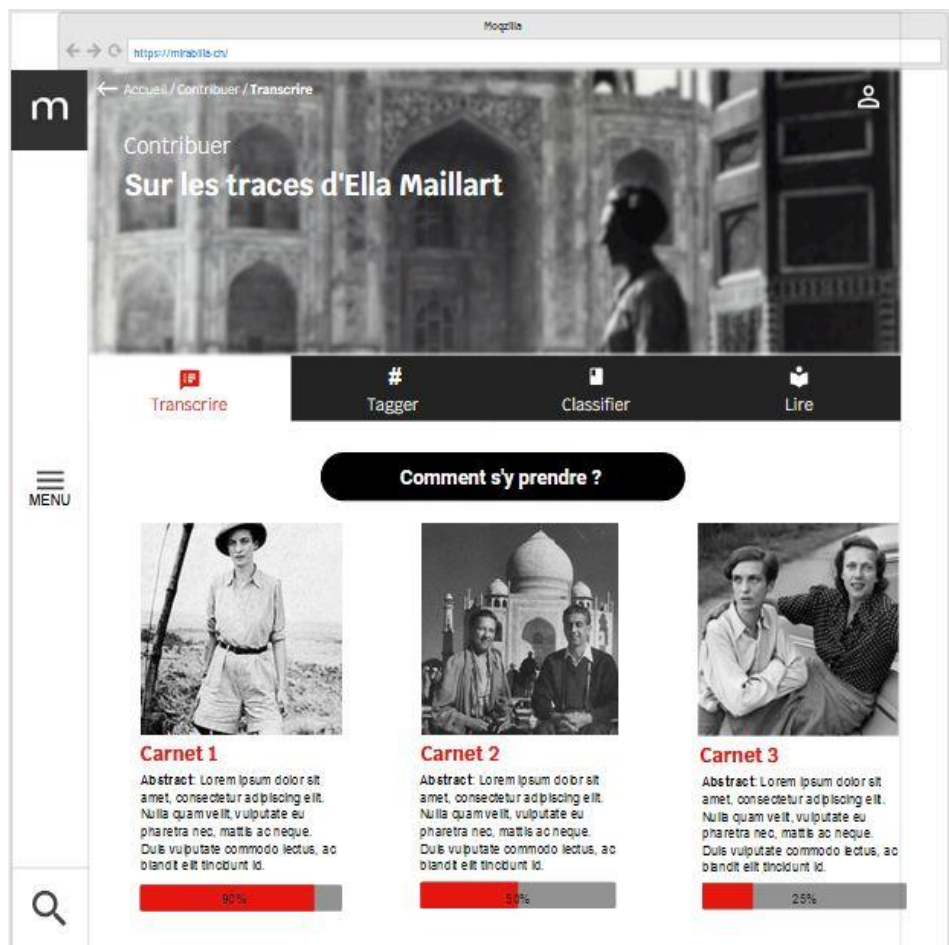 Moqzilla
https://mirabilia-ch/
m
Accueil / Contribuer / Transcrire
Contribuer
Sur les traces d'Ella Maillart
Transcrire
#
Tagger
Classifier
Lire
MENU
Comment s'y prendre ?
Carnet 1
Abstract: Lorem ipsum dolor sit
amet, consectetur adipiscing elit.
Nulla quam velit, vulputate eu
pharetra nec, mattis ac neque.
Duis vulputate commodo lectus, ac
blandit elit tincidunt id.
90%
Carnet 2
Abstract: Lorem ipsum dolor sit
amet, consectetur adipiscing elit.
Nulla quam velit, vulputate eu
pharetra nec, mattis ac neque.
Duis vulputate commodo lectus, ac
blandit elit tincidunt id.
50%
Carnet 3
Abstract: Lorem ipsum dolor sit
amet, consectetur adipiscing elit.
Nulla quam velit, vulputate eu
pharetra nec, mattis ac neque.
Duis vulputate commodo lectus, ac
blandit elit tincidunt id.
25%